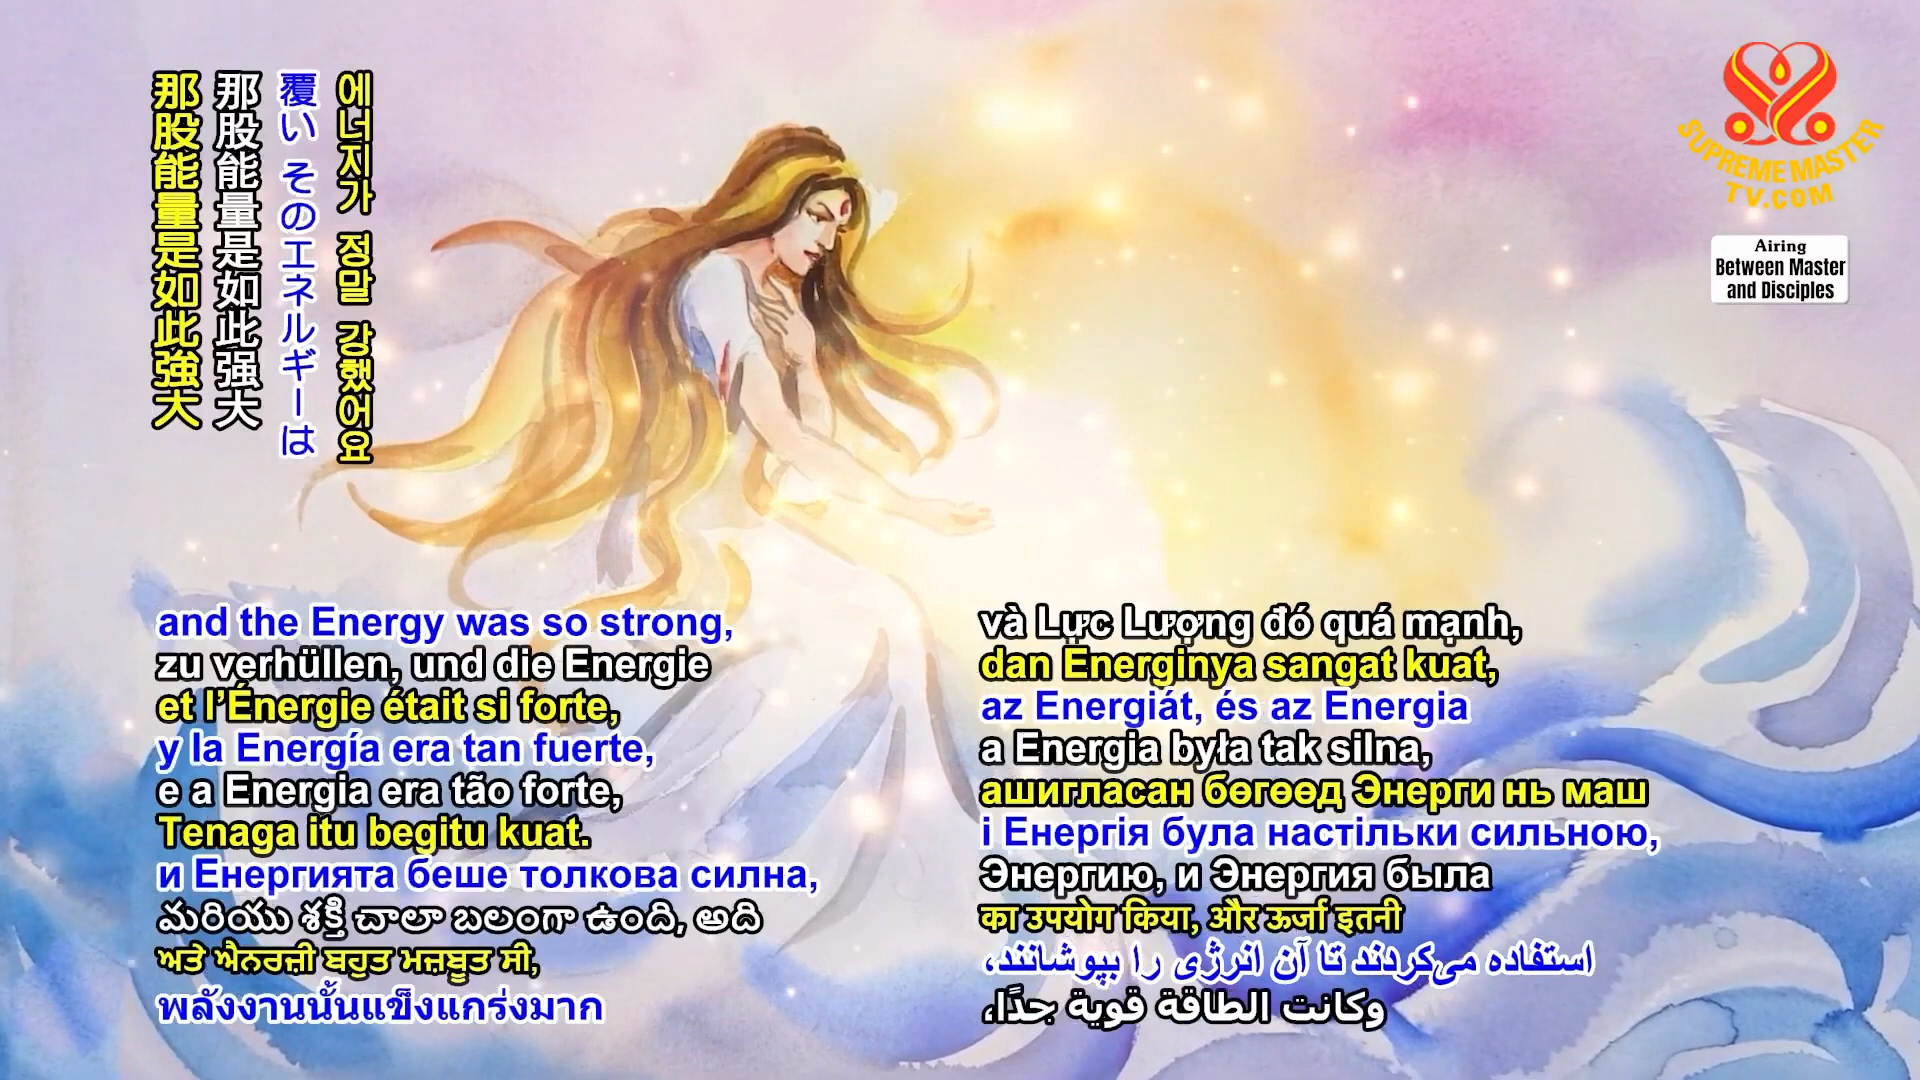 에너지가 정말 강했어요
覆い そのエネルギーは
那股能量是如此强大
那股能量是如此強大
SUPREME MASTER
TV.COM
Airing
Between Master
and Disciples
and the Energy was so strong,
zu verhüllen, und die Energie
et l’Énergie était si forte,
y la Energía era tan fuerte,
e a Energia era tão forte,
Tenaga itu begitu kuat.
и Енергията беше толкова силна,
మరియు శక్తి చాలా బలంగా ఉంది, అది
ਅਤੇ ਐਨਰਜ਼ੀ ਬਹੁਤ ਮਜ਼ਬੂਤ ਸੀ,
พลังงานนั้นแข็งแกร่งมาก
và Lực Lượng đó quá mạnh,
dan Energinya sangat kuat,
az Energiát, és az Energia
a Energia była tak silna,
ашигласан бөгөөд Энерги нь маш
і Енергія була настільки сильною,
Энергию, и Энергия была
का उपयोग किया, और ऊर्जा इतनी
استفاده می‌کردند تا آن انرژی را بپوشانند،
وكانت الطاقة قوية جدًا،